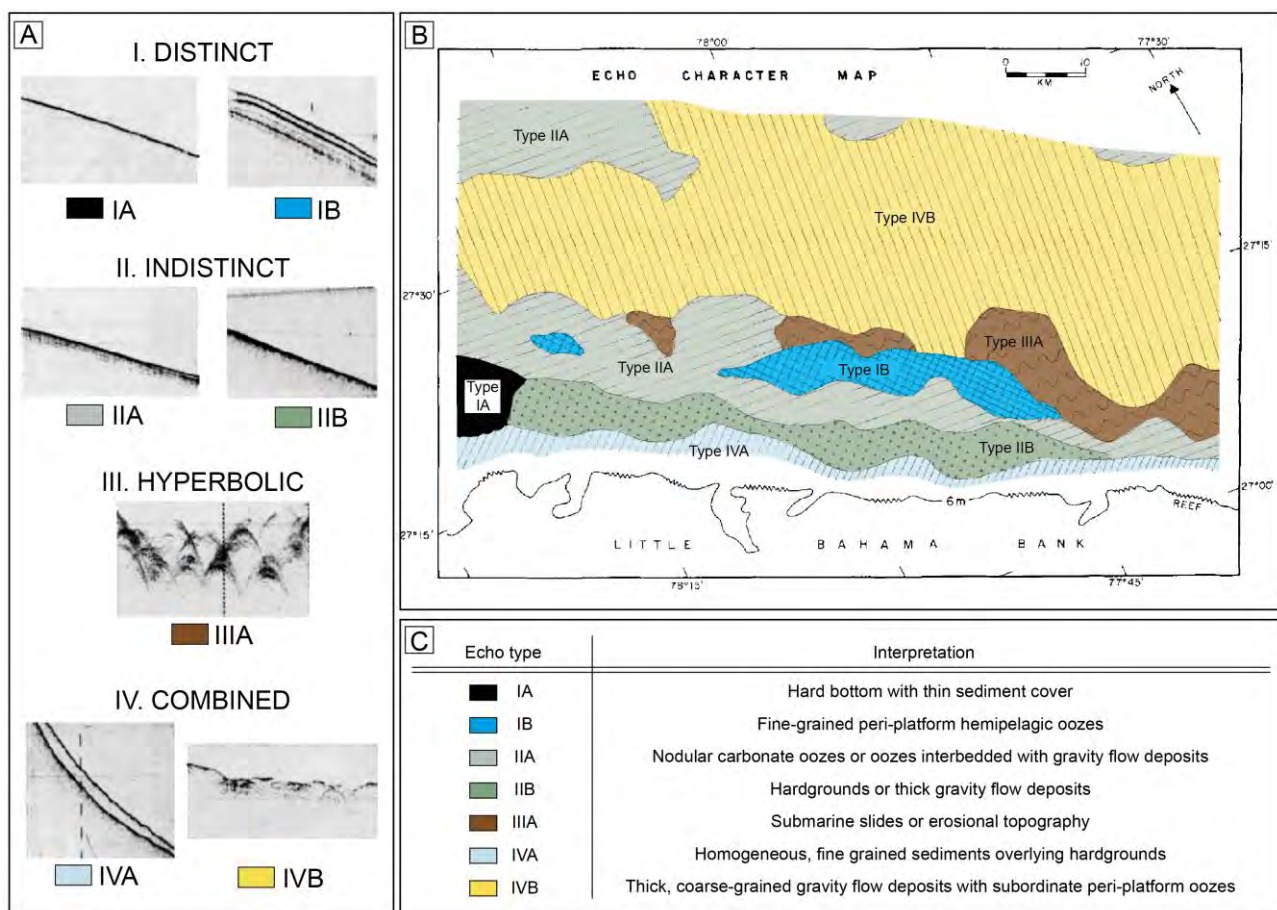 A
I. DISTINCT
IA
IB
II. INDISTINCT
IIA
IIB
III. HYPERBOLIC
IIIA
IV. COMBINED
IVA
IVB
B
78°00'
77°30'
ECHO CHARACTER MAP
0 10
KM
NORTH
Type IIA
Type IVB
27°15'
27°30'
Type IIIA
Type IIA
Type IB
Type
IA
Type IVA
Type IIB
27°00'
6m
REEF
27°15'
LITTLE BAHAMA BANK
78°15'
77°45'
C
Echo type Interpretation
IA Hard bottom with thin sediment cover
IB Fine-grained peri-platform hemipelagic oozes
IIA Nodular carbonate oozes or oozes interbedded with gravity flow deposits
IIB Hardgrounds or thick gravity flow deposits
IIIA Submarine slides or erosional topography
IVA Homogeneous, fine grained sediments overlying hardgrounds
IVB Thick, coarse-grained gravity flow deposits with subordinate peri-platform oozes